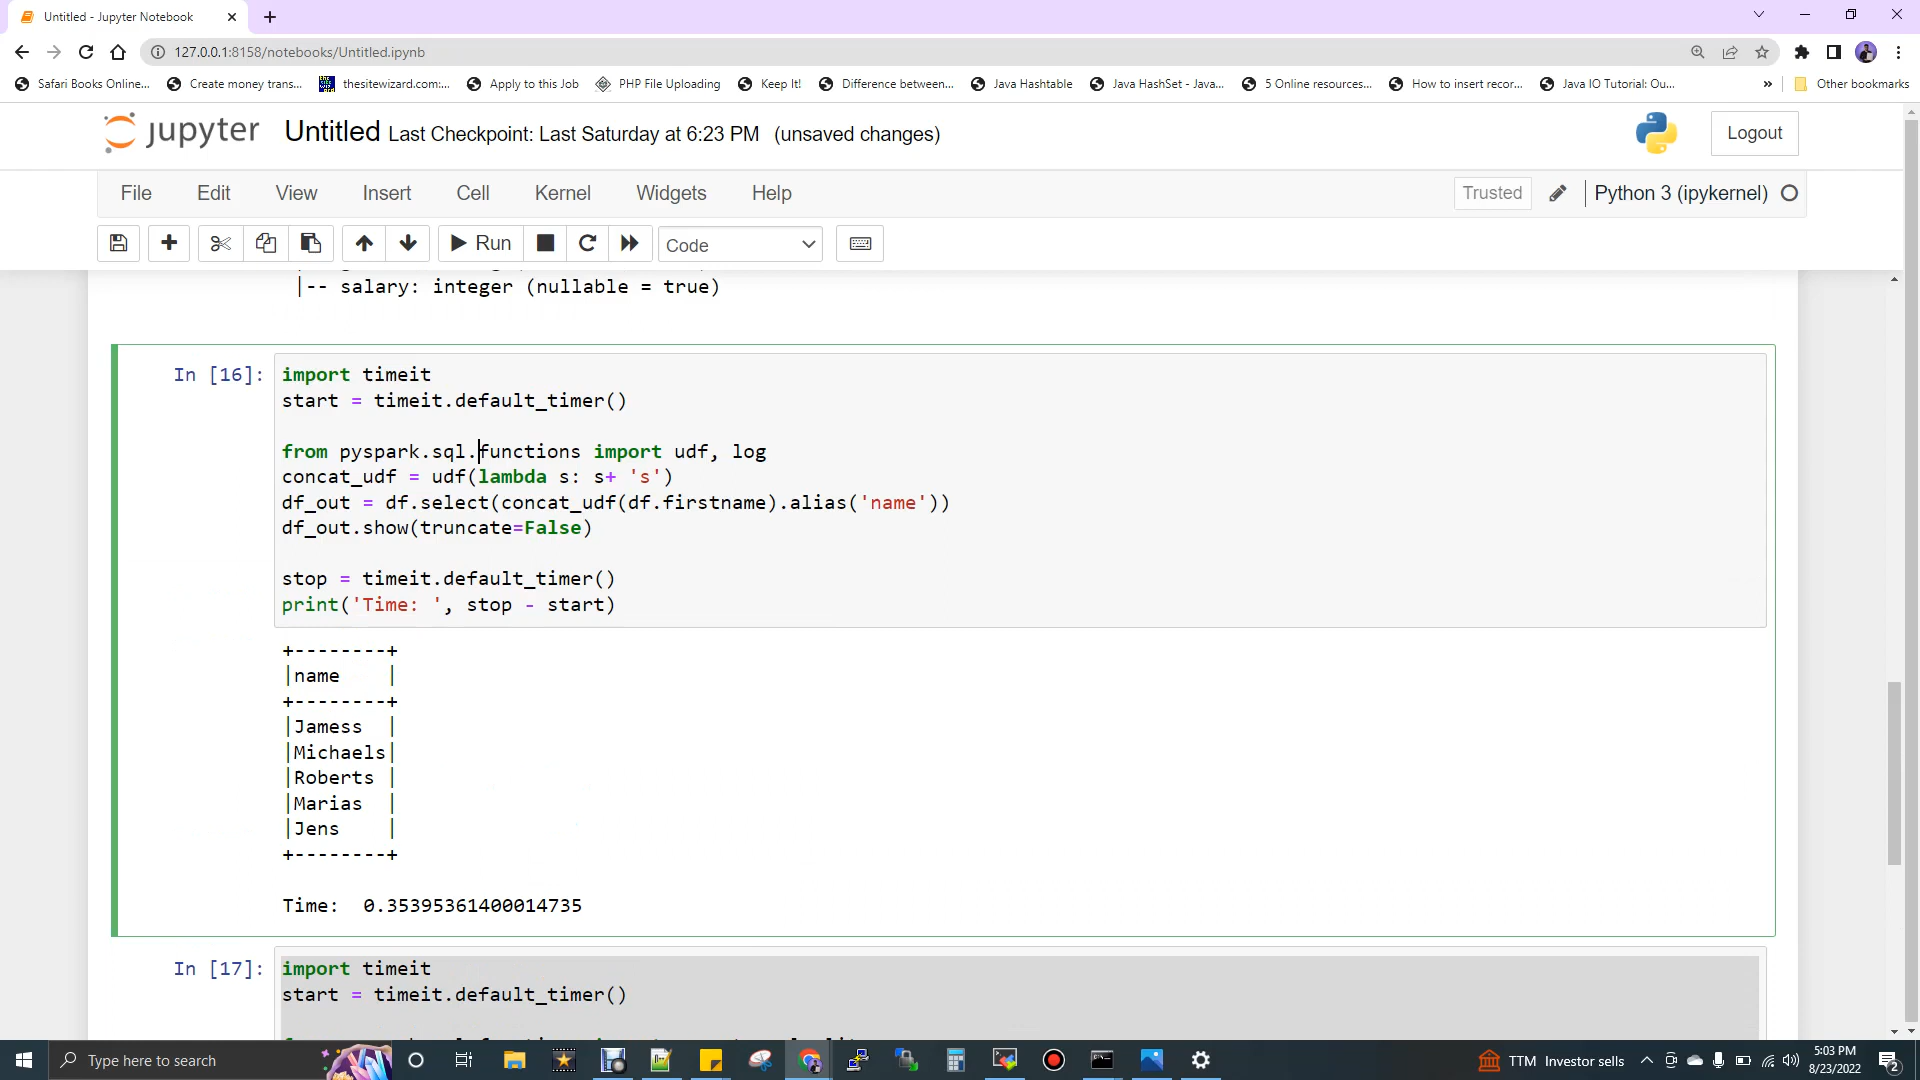 Untitled - Jupyter Notebook
127.0.0.1:8158/notebooks/Untitled.ipynb
Safari Books Online... Create money trans... thesitewizard.com:... Apply to this Job PHP File Uploading Keep It! Difference between... Java Hashtable Java HashSet - Java... 5 Online resources... How to insert recor... Java IO Tutorial: Ou... » Other bookmarks
jupyter Untitled Last Checkpoint: Last Saturday at 6:23 PM (unsaved changes) Logout
File Edit View Insert Cell Kernel Widgets Help Trusted Python 3 (ipykernel)
Run Code
|-- salary: integer (nullable = true)
In [16]: import timeit
start = timeit.default_timer()
from pyspark.sql.functions import udf, log
concat_udf = udf(lambda s: s+ 's')
df_out = df.select(concat_udf(df.firstname).alias('name'))
df_out.show(truncate=False)
stop = timeit.default_timer()
print('Time: ', stop - start)
+--------+
|name    |
+--------+
|Jamess  |
|Michaels|
|Roberts |
|Marias  |
|Jens    |
+--------+
Time:  0.35395361400014735
In [17]: import timeit
start = timeit.default_timer()
Type here to search TTM Investor sells 5:03 PM
8/23/2022 2